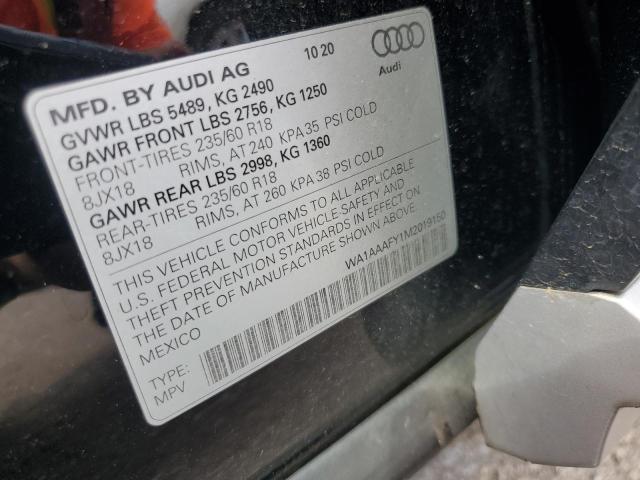 MFD. BY AUDI AG 10 20
Audi
GVWR LBS 5489, KG 2490
GAWR FRONT LBS 2756, KG 1250
FRONT-TIRES 235/60 R18
8JX18 RIMS, AT 240 KPA 35 PSI COLD
GAWR REAR LBS 2998, KG 1360
REAR-TIRES 235/60 R18
8JX18 RIMS, AT 260 KPA 38 PSI COLD
THIS VEHICLE CONFORMS TO ALL APPLICABLE
U.S. FEDERAL MOTOR VEHICLE SAFETY AND
THEFT PREVENTION STANDARDS IN EFFECT ON
THE DATE OF MANUFACTURE SHOWN ABOVE.
MEXICO WA1AAAFY1M2019150
TYPE:
MPV